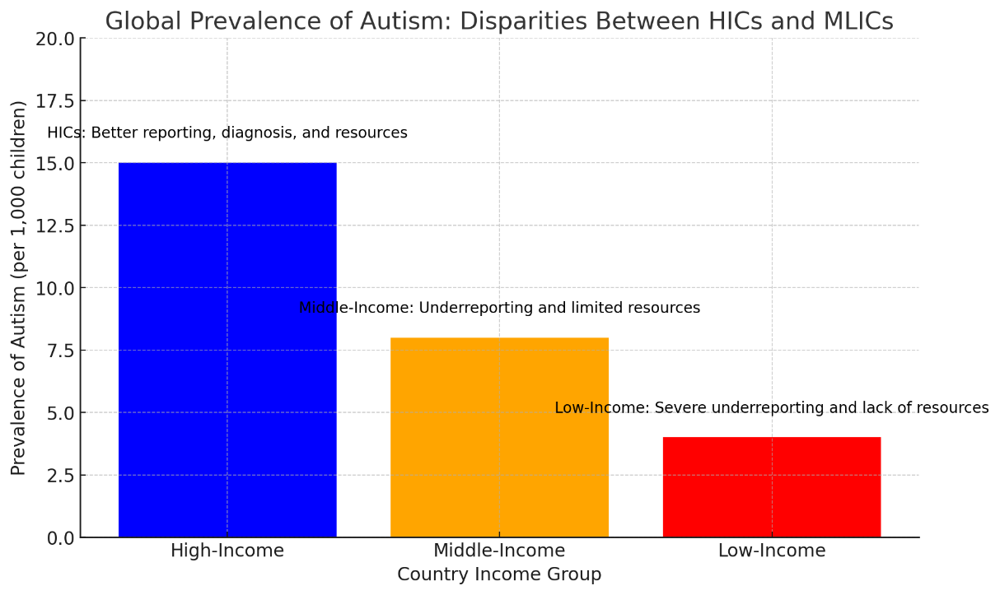 Global Prevalence of Autism: Disparities Between HICs and MLICs
Prevalence of Autism (per 1,000 children)
20.0
17.5
HICs: Better reporting, diagnosis, and resources
15.0
12.5
10.0
Middle-Income: Underreporting and limited resources
7.5
5.0
Low-Income: Severe underreporting and lack of resources
2.5
0.0
High-Income
Middle-Income
Low-Income
Country Income Group